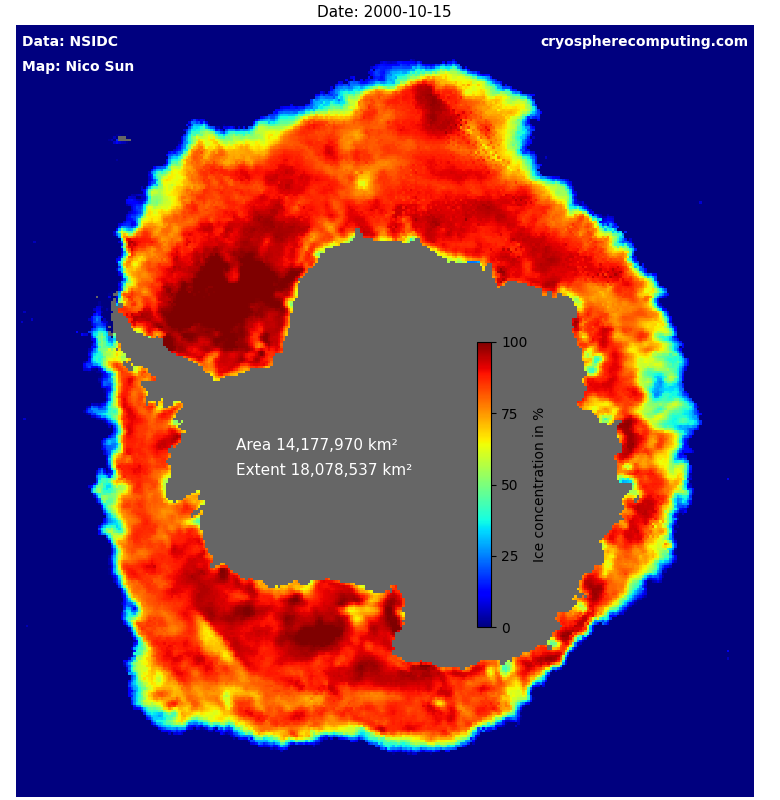 Date: 2000-10-15
Data: NSIDC
cryospherecomputing.com
Map: Nico Sun
100
75
50
25
0
Ice concentration in %
Area 14,177,970 km²
Extent 18,078,537 km²